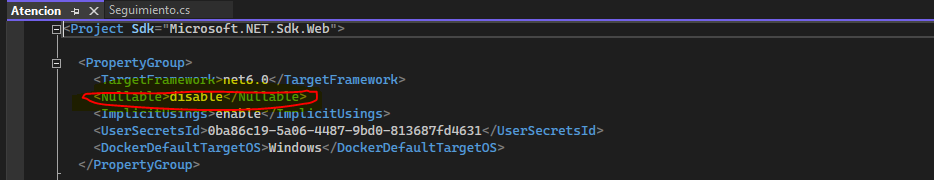 Atencion
Seguimiento.cs
<Project Sdk="Microsoft.NET.Sdk.Web">
<PropertyGroup>
<TargetFramework>net6.0</TargetFramework>
<Nullable>disable</Nullable>
<ImplicitUsings>enable</ImplicitUsings>
<UserSecretsId>0ba86c19-5a06-4487-9bd0-813687fd4631</UserSecretsId>
<DockerDefaultTargetOS>Windows</DockerDefaultTargetOS>
</PropertyGroup>